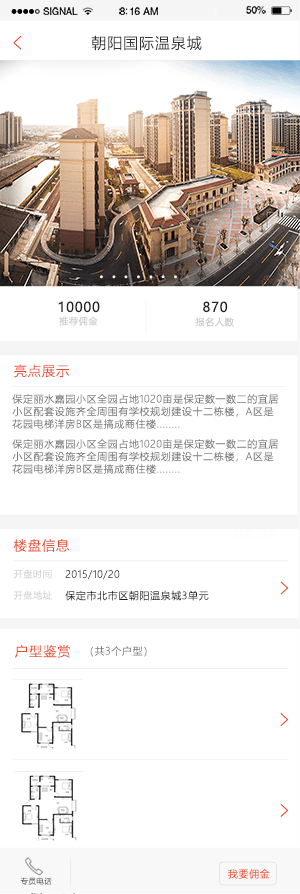 SIGNAL
8:16 AM
50%
朝阳国际温泉城
10000
870
推荐佣金
报名人数
亮点展示
保定丽水嘉园小区全园占地1020亩是保定数一数二的宜居
小区配套设施齐全周围有学校规划建设十二栋楼，A区是
花园电梯洋房B区是搞成商住楼........
保定丽水嘉园小区全园占地1020亩是保定数一数二的宜居
小区配套设施齐全周围有学校规划建设十二栋楼，A区是
花园电梯洋房B区是搞成商住楼........
楼盘信息
开盘时间 2015/10/20
开盘地址 保定市北市区朝阳温泉城3单元
户型鉴赏 （共3个户型）
专员电话
我要佣金